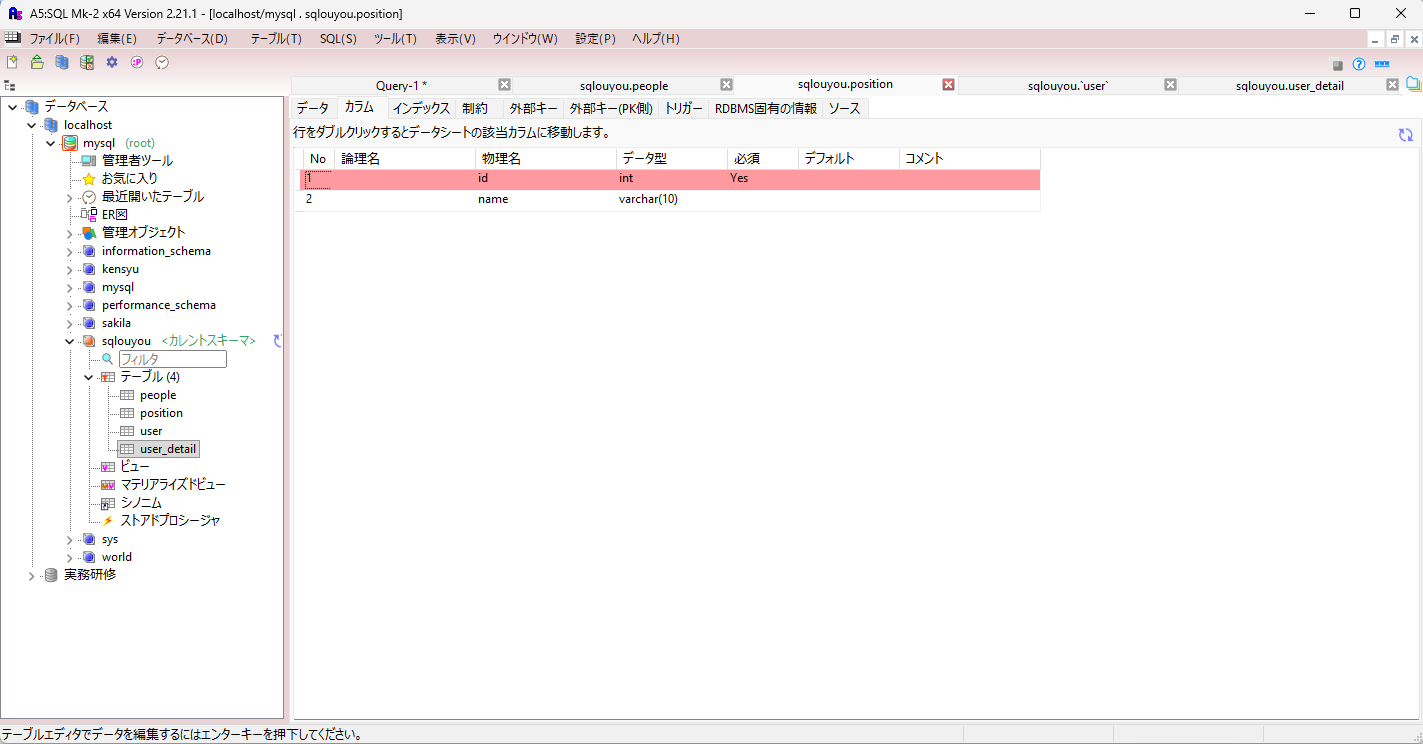 A5:SQL Mk-2 x64 Version 2.21.1 - [localhost/mysql . sqlouyou.position]
ファイル(F) 編集(E) データベース(D) テーブル(T) SQL(S) ツール(T) 表示(V) ウインドウ(W) 設定(P) ヘルプ(H)
Query-1 * sqlouyou.people sqlouyou.position sqlouyou.`user` sqlouyou.user_detail
データ カラム インデックス 制約 外部キー 外部キー(PK側) トリガー RDBMS固有の情報 ソース
行をダブルクリックするとデータシートの該当カラムに移動します。
No 論理名 物理名 データ型 必須 デフォルト コメント
1 id int Yes
2 name varchar(10)
データベース
localhost
mysql (root)
管理者ツール
お気に入り
最近開いたテーブル
ER図
管理オブジェクト
information_schema
kensyu
mysql
performance_schema
sakila
sqlouyou <カレントスキーマ>
フィルタ
テーブル (4)
people
position
user
user_detail
ビュー
マテリアライズドビュー
シノニム
ストアドプロシージャ
sys
world
実務研修
テーブルエディタでデータを編集するにはエンターキーを押下してください。